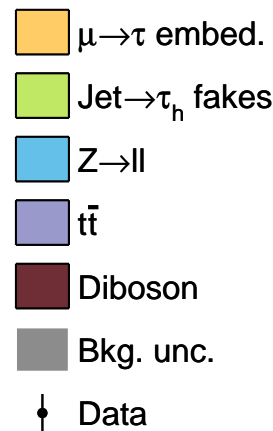 μ→τ embed.
Jet→τₕ fakes
Z→ll
tt̄
Diboson
Bkg. unc.
Data